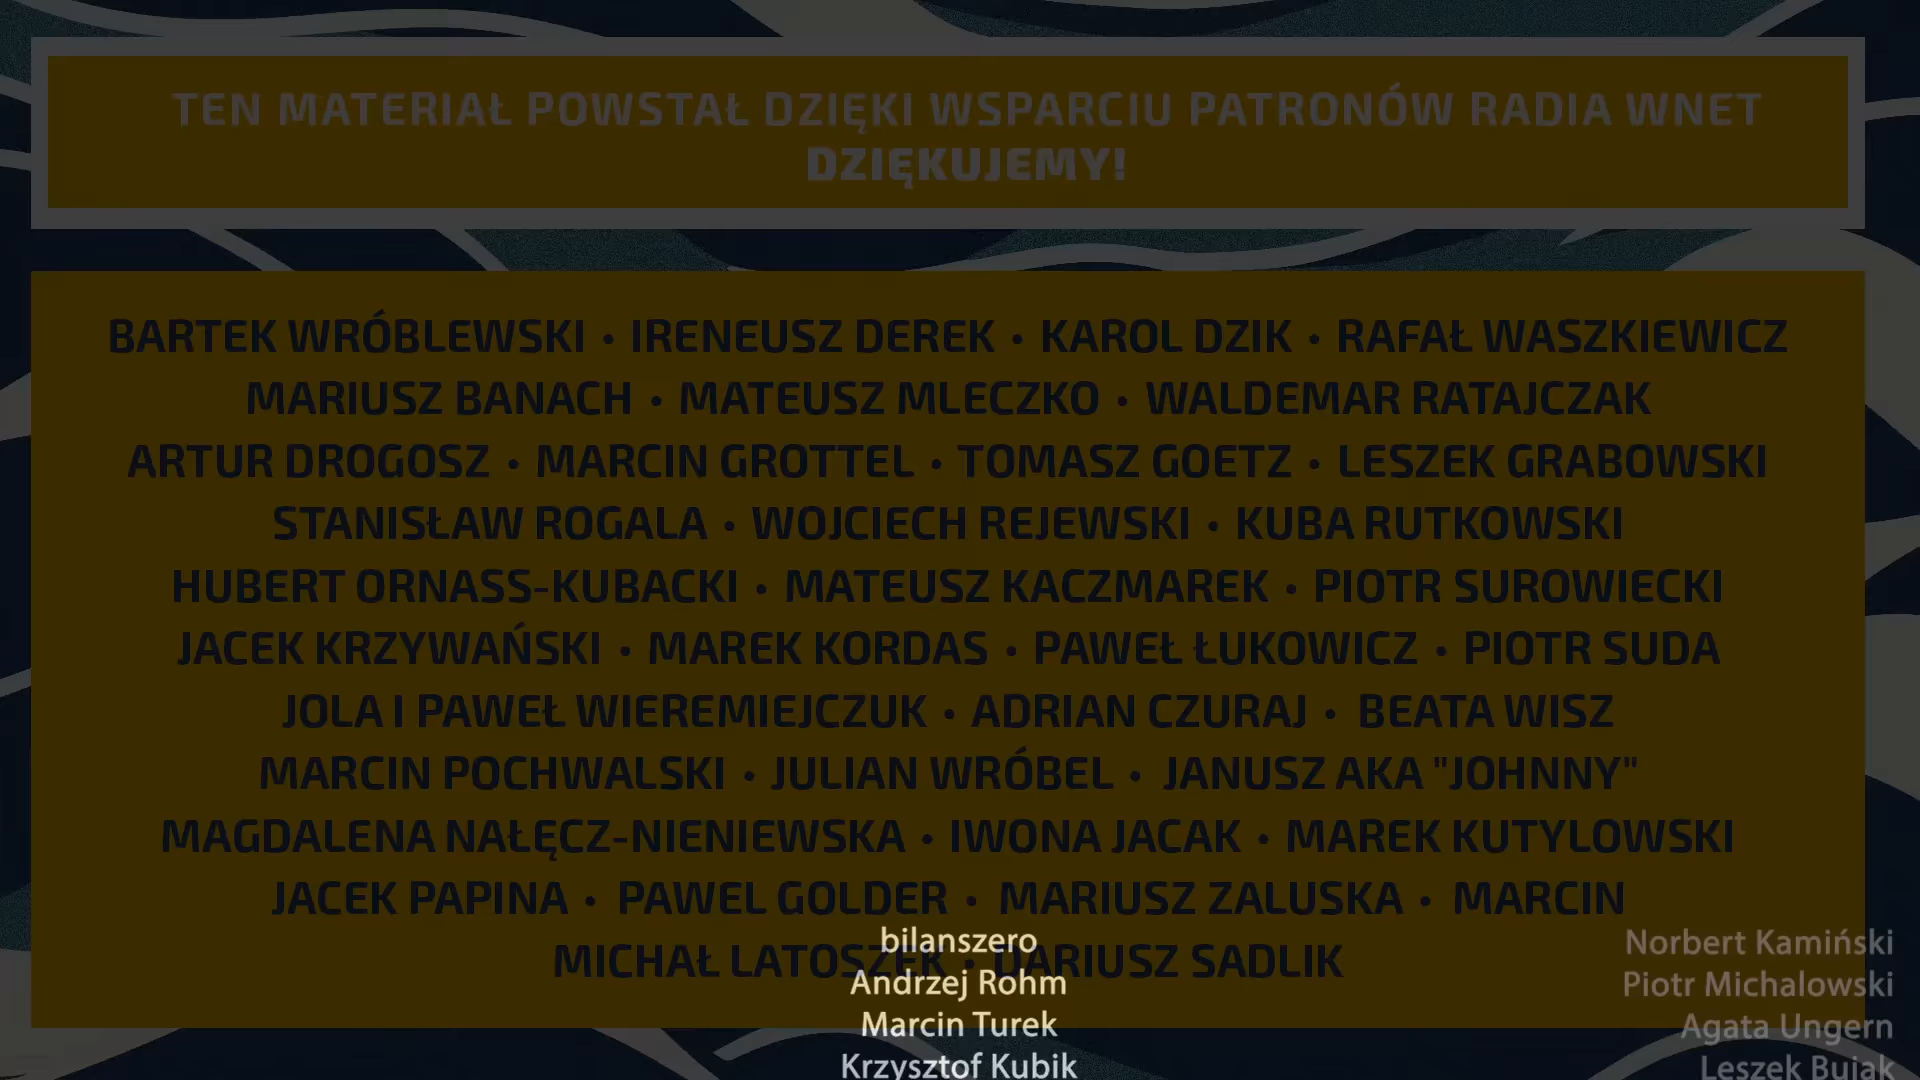 TEN MATERIAŁ POWSTAŁ DZIĘKI WSPARCIU PATRONÓW RADIA WNET
DZIĘKUJEMY!
BARTEK WRÓBLEWSKI • IRENEUSZ DEREK • KAROL DZIK • RAFAŁ WASZKIEWICZ
MARIUSZ BANACH • MATEUSZ MLECZKO • WALDEMAR RATAJCZAK
ARTUR DROGOSZ • MARCIN GROTTEL • TOMASZ GOETZ • LESZEK GRABOWSKI
STANISŁAW ROGALA • WOJCIECH REJEWSKI • KUBA RUTKOWSKI
HUBERT ORNASS-KUBACKI • MATEUSZ KACZMAREK • PIOTR SUROWIECKI
JACEK KRZYWAŃSKI • MAREK KORDAS • PAWEŁ ŁUKOWICZ • PIOTR SUDA
JOLA I PAWEŁ WIEREMIEJCZUK • ADRIAN CZURAJ • BEATA WISZ
MARCIN POCHWALSKI • JULIAN WRÓBEL • JANUSZ AKA "JOHNNY"
MAGDALENA NAŁĘCZ-NIENIEWSKA • IWONA JACAK • MAREK KUTYLOWSKI
JACEK PAPINA • PAWEL GOLDER • MARIUSZ ZALUSKA • MARCIN
MICHAŁ LATOSZEK • DARIUSZ SADLIK
bilanszero
Andrzej Rohm
Marcin Turek
Krzysztof Kubik
Norbert Kamiński
Piotr Michalowski
Agata Ungern
Leszek Bujak